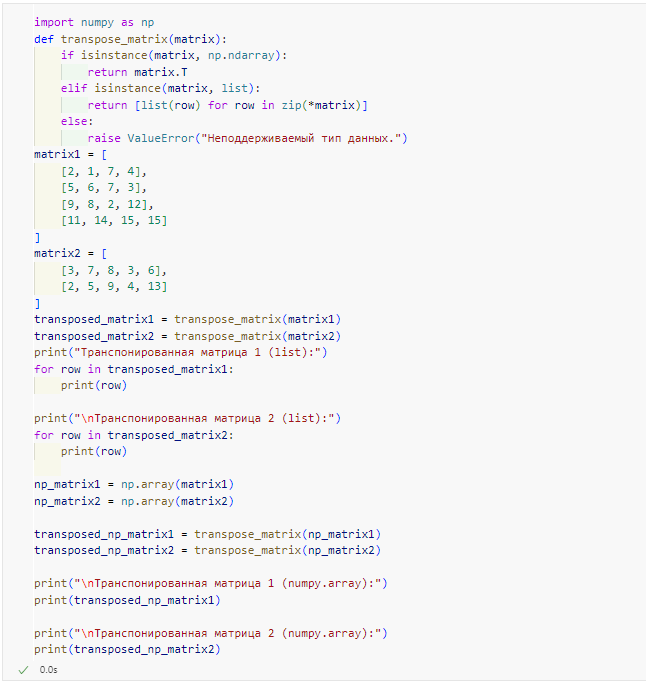 import numpy as np
def transpose_matrix(matrix):
    if isinstance(matrix, np.ndarray):
        return matrix.T
    elif isinstance(matrix, list):
        return [list(row) for row in zip(*matrix)]
    else:
        raise ValueError("Неподдерживаемый тип данных.")
matrix1 = [
    [2, 1, 7, 4],
    [5, 6, 7, 3],
    [9, 8, 2, 12],
    [11, 14, 15, 15]
]
matrix2 = [
    [3, 7, 8, 3, 6],
    [2, 5, 9, 4, 13]
]
transposed_matrix1 = transpose_matrix(matrix1)
transposed_matrix2 = transpose_matrix(matrix2)
print("Транспонированная матрица 1 (list):")
for row in transposed_matrix1:
    print(row)

print("\nТранспонированная матрица 2 (list):")
for row in transposed_matrix2:
    print(row)

np_matrix1 = np.array(matrix1)
np_matrix2 = np.array(matrix2)

transposed_np_matrix1 = transpose_matrix(np_matrix1)
transposed_np_matrix2 = transpose_matrix(np_matrix2)

print("\nТранспонированная матрица 1 (numpy.array):")
print(transposed_np_matrix1)

print("\nТранспонированная матрица 2 (numpy.array):")
print(transposed_np_matrix2)
0.0s